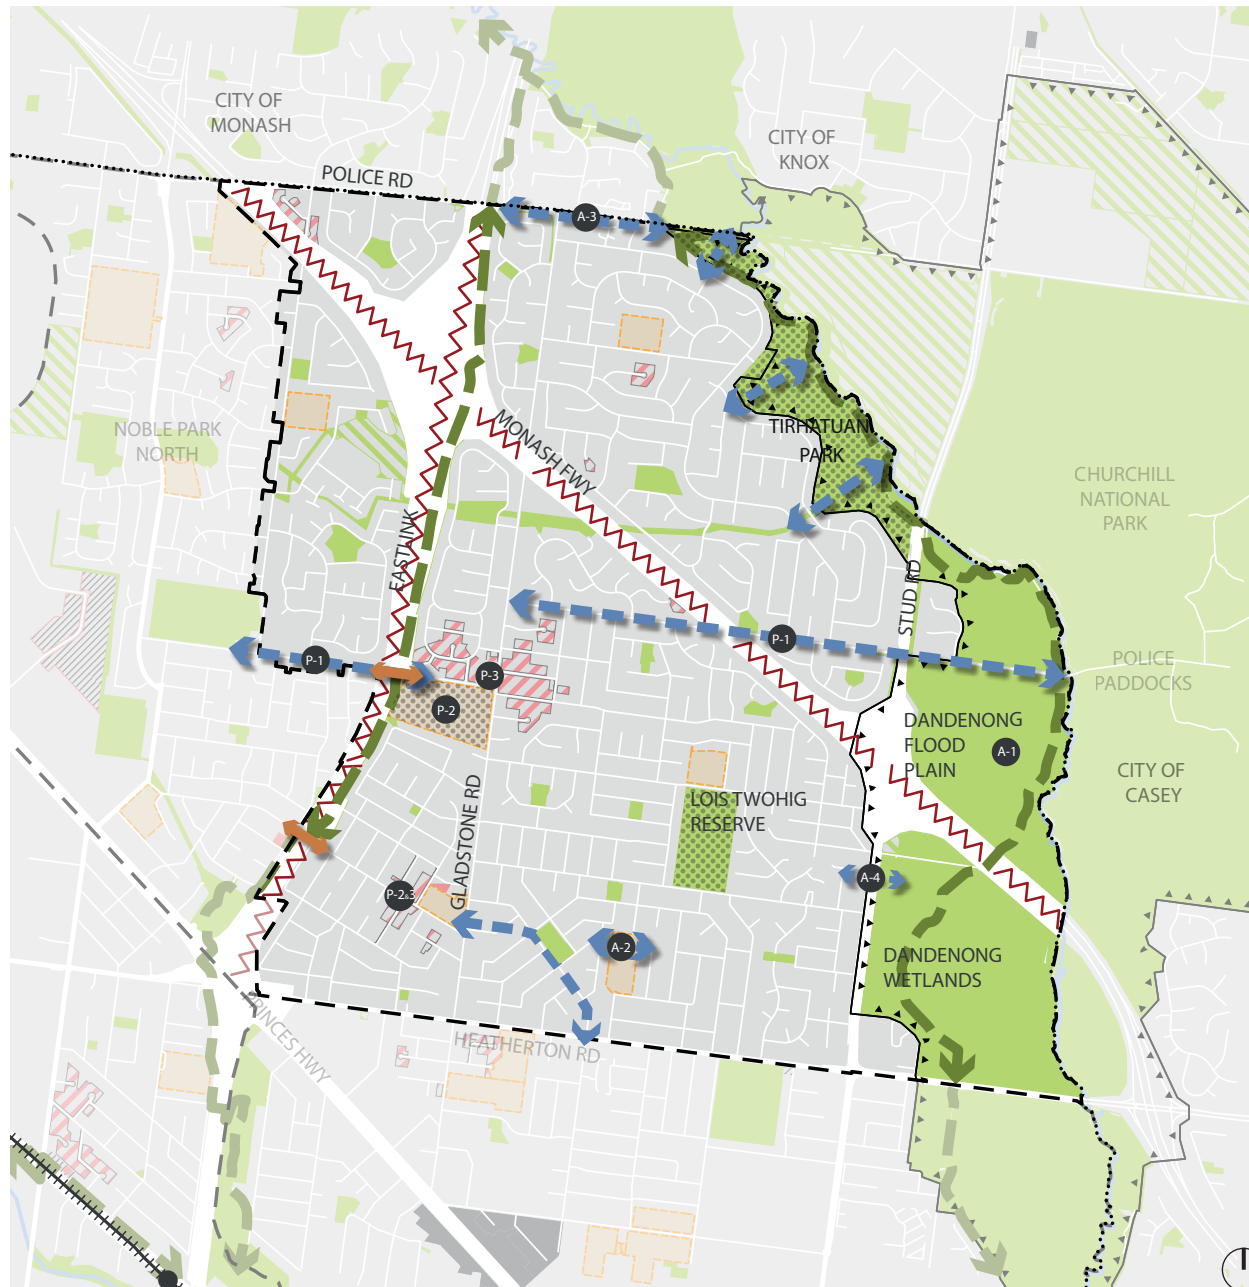 CITY OF
MONASH
CITY OF
KNOX
POLICE RD
A-3
NOBLE PARK
NORTH
MONASH FWY
TIRHATUAN
PARK
CHURCHILL
NATIONAL
PARK
EASTLINK
STUD RD
P-1
P-1
P-3
P-2
POLICE
PADDOCKS
DANDENONG
FLOOD
PLAIN
A-1
CITY OF
CASEY
GLADSTONE RD
LOIS TWOHIG
RESERVE
P-2&3
A-4
A-2
DANDENONG
WETLANDS
PRINCES HWY
HEATHERTON RD